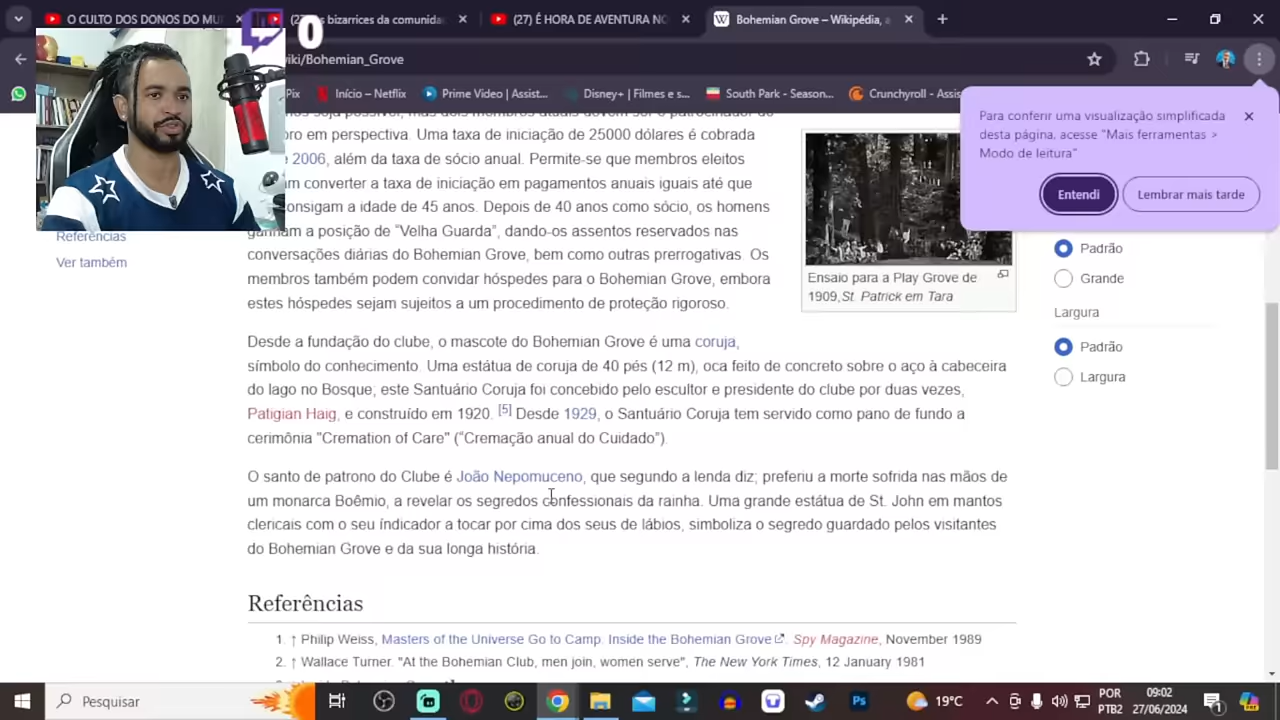 O CULTO DOS DONOS DO MU
as bizarrices da comunida
(27) É HORA DE AVENTURA NO
Bohemian Grove – Wikipédia, a
0
iki/Bohemian_Grove
Pix
Início – Netflix
Prime Video | Assist...
Disney+ | Filmes e s...
South Park - Season...
Crunchyroll - Assist
Para conferir uma visualização simplificada
desta página, acesse "Mais ferramentas >
Modo de leitura"
Entendi
Lembrar mais tarde
ro em perspectiva. Uma taxa de iniciação de 25000 dólares é cobrada
2006, além da taxa de sócio anual. Permite-se que membros eleitos
am converter a taxa de iniciação em pagamentos anuais iguais até que
onsigam a idade de 45 anos. Depois de 40 anos como sócio, os homens
ganham a posição de “Velha Guarda”, dando-os assentos reservados nas
conversações diárias do Bohemian Grove, bem como outras prerrogativas. Os
membros também podem convidar hóspedes para o Bohemian Grove, embora
estes hóspedes sejam sujeitos a um procedimento de proteção rigoroso.
Ensaio para a Play Grove de
1909,St. Patrick em Tara
Referências
Ver também
Padrão
Grande
Largura
Padrão
Largura
Desde a fundação do clube, o mascote do Bohemian Grove é uma coruja,
símbolo do conhecimento. Uma estátua de coruja de 40 pés (12 m), oca feito de concreto sobre o aço à cabeceira
do lago no Bosque; este Santuário Coruja foi concebido pelo escultor e presidente do clube por duas vezes,
Patigian Haig, e construído em 1920. [5] Desde 1929, o Santuário Coruja tem servido como pano de fundo a
cerimônia "Cremation of Care" (“Cremação anual do Cuidado”).
O santo de patrono do Clube é João Nepomuceno, que segundo a lenda diz; preferiu a morte sofrida nas mãos de
um monarca Boêmio, a revelar os segredos confessionais da rainha. Uma grande estátua de St. John em mantos
clericais com o seu índicador a tocar por cima dos seus de lábios, simboliza o segredo guardado pelos visitantes
do Bohemian Grove e da sua longa história.
Referências
1. ↑ Philip Weiss, Masters of the Universe Go to Camp. Inside the Bohemian Grove. Spy Magazine, November 1989
2. ↑ Wallace Turner. "At the Bohemian Club, men join, women serve", The New York Times, 12 January 1981
Pesquisar
19°C
POR
PTB2
09:02
27/06/2024
1